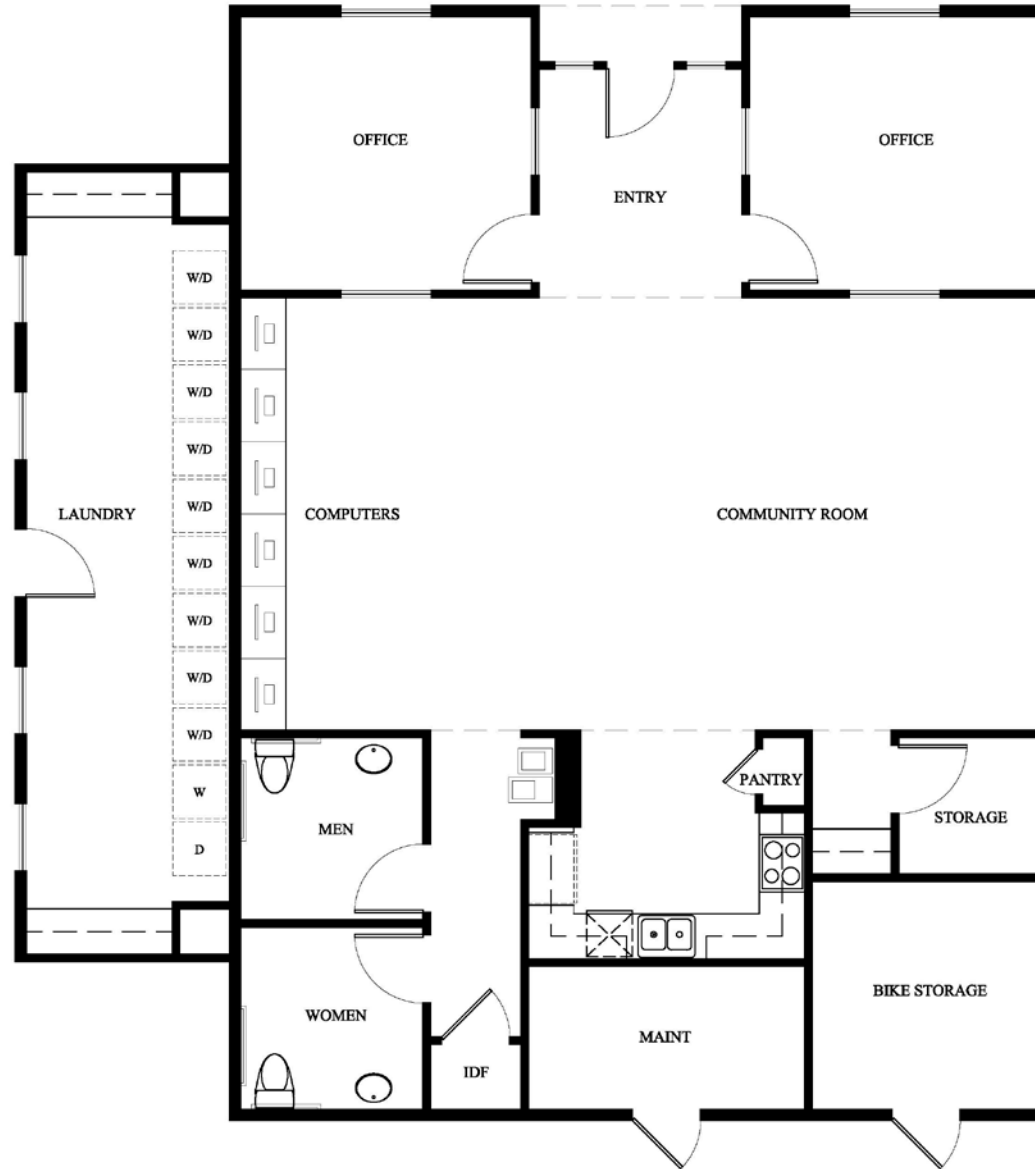 OFFICE
OFFICE
ENTRY
W/D
W/D
W/D
W/D
W/D
W/D
W/D
W/D
W/D
W
D
LAUNDRY
COMPUTERS
COMMUNITY ROOM
PANTRY
STORAGE
MEN
BIKE STORAGE
WOMEN
MAINT
IDF